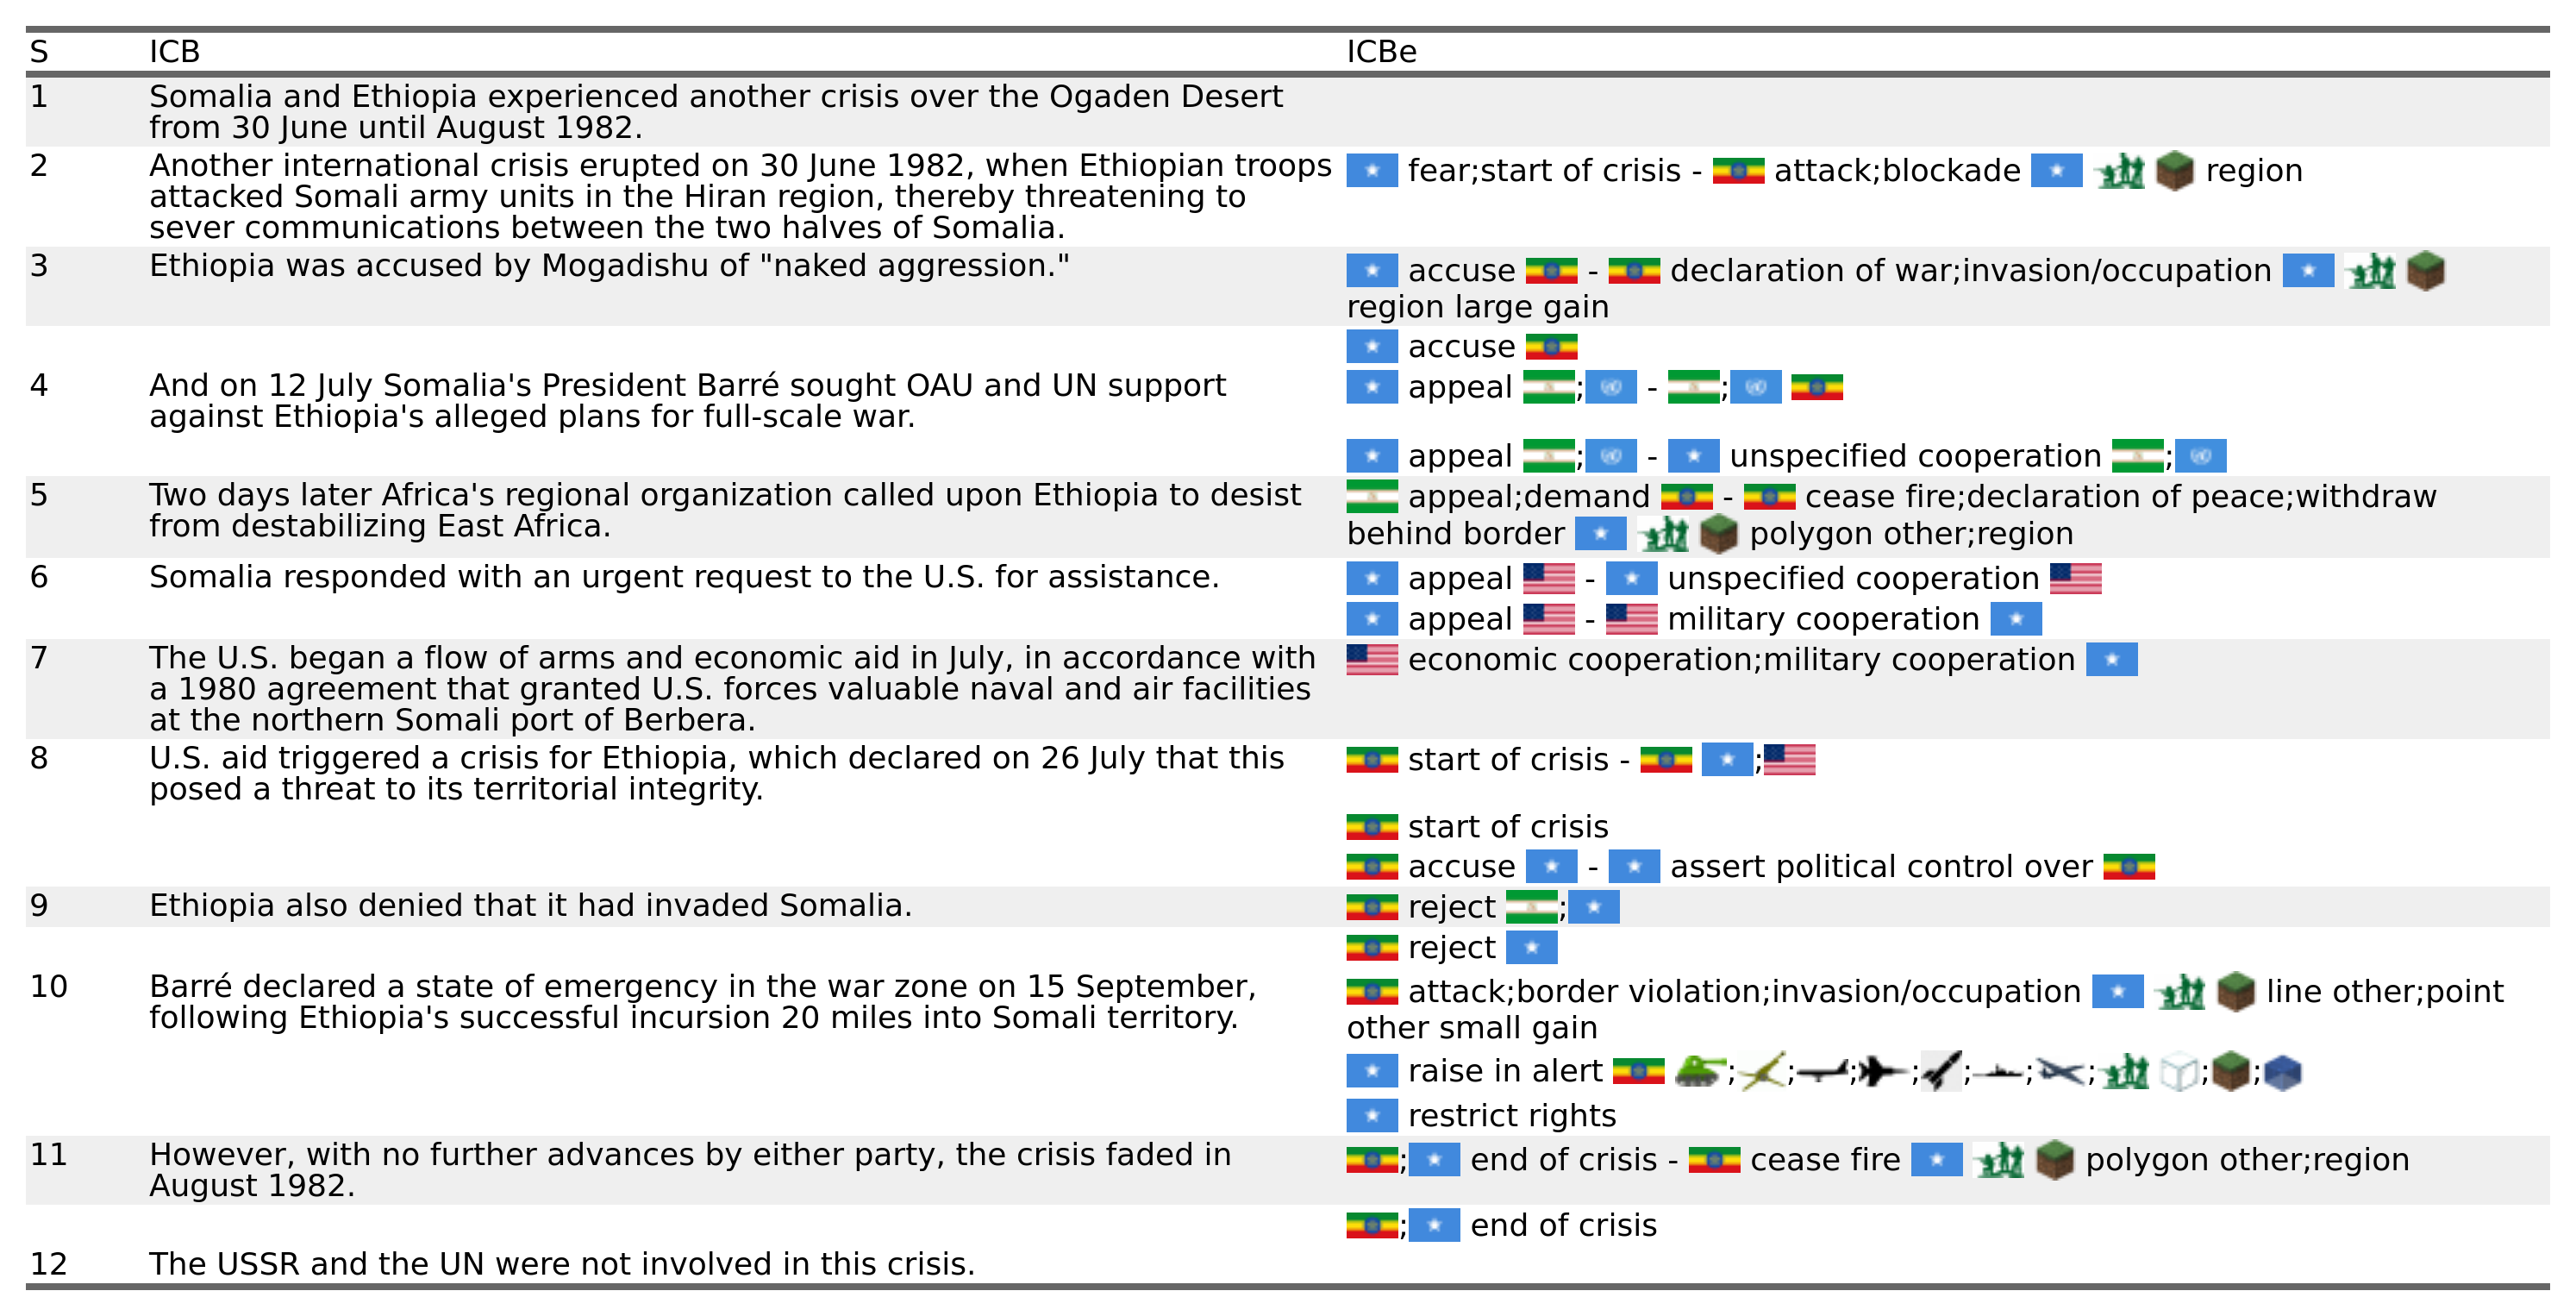 S ICB ICBe
1 Somalia and Ethiopia experienced another crisis over the Ogaden Desert
from 30 June until August 1982.
2 Another international crisis erupted on 30 June 1982, when Ethiopian troops
attacked Somali army units in the Hiran region, thereby threatening to
sever communications between the two halves of Somalia.
fear;start of crisis - attack;blockade region
3 Ethiopia was accused by Mogadishu of "naked aggression."
accuse - declaration of war;invasion/occupation
region large gain
accuse
4 And on 12 July Somalia's President Barré sought OAU and UN support
against Ethiopia's alleged plans for full-scale war.
appeal ; - ;
appeal ; - unspecified cooperation ;
5 Two days later Africa's regional organization called upon Ethiopia to desist
from destabilizing East Africa.
appeal;demand - cease fire;declaration of peace;withdraw
behind border polygon other;region
6 Somalia responded with an urgent request to the U.S. for assistance.
appeal - unspecified cooperation
appeal - military cooperation
7 The U.S. began a flow of arms and economic aid in July, in accordance with
a 1980 agreement that granted U.S. forces valuable naval and air facilities
at the northern Somali port of Berbera.
economic cooperation;military cooperation
8 U.S. aid triggered a crisis for Ethiopia, which declared on 26 July that this
posed a threat to its territorial integrity.
start of crisis - ;
start of crisis
accuse - assert political control over
9 Ethiopia also denied that it had invaded Somalia.
reject ;
reject
10 Barré declared a state of emergency in the war zone on 15 September,
following Ethiopia's successful incursion 20 miles into Somali territory.
attack;border violation;invasion/occupation line other;point
other small gain
raise in alert ; ; ; ; ; ; ; ; ;
restrict rights
11 However, with no further advances by either party, the crisis faded in
August 1982.
; end of crisis - cease fire polygon other;region
; end of crisis
12 The USSR and the UN were not involved in this crisis.